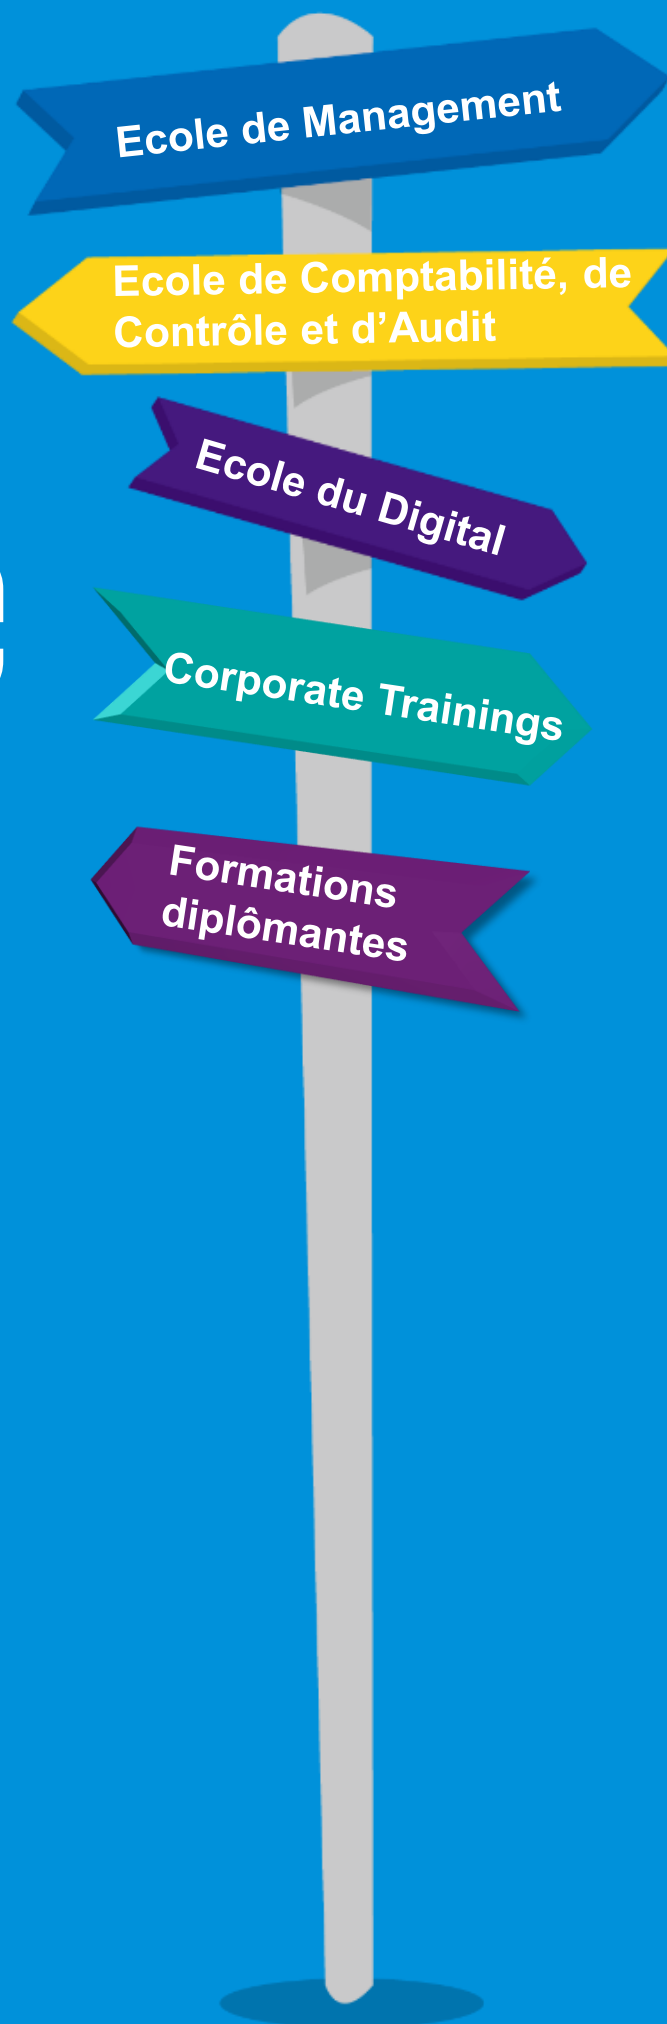 Ecole de Management
Ecole de Comptabilité, de
Contrôle et d’Audit
Ecole du Digital
Corporate Trainings
Formations
diplômantes